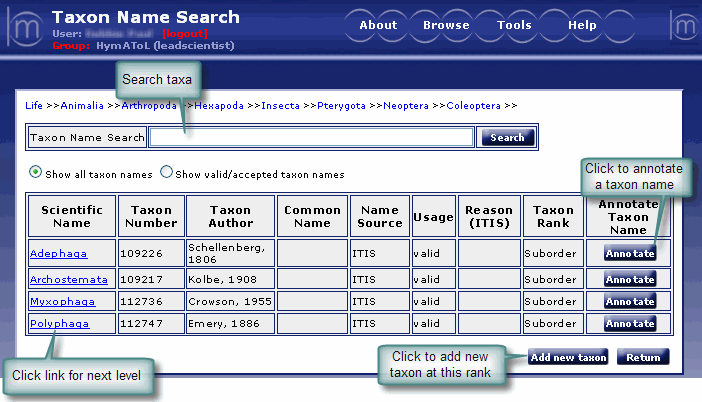 Taxon Name Search
User: [logout]
Group: HymAToL (leadscientist)
About Browse Tools Help
Search taxa
Life >>Animalia >>Arthropoda >>Hexapoda >>Insecta >>Pterygota >>Neoptera >>Coleoptera >>
Taxon Name Search Search
Show all taxon names Show valid/accepted taxon names
Click to annotate
a taxon name
Scientific Name Taxon Number Taxon Author Common Name Name Source Usage Reason (ITIS) Taxon Rank Annotate Taxon Name
Adephaga 109226 Schellenberg, 1806 ITIS valid Suborder Annotate
Archostemata 109217 Kolbe, 1908 ITIS valid Suborder Annotate
Myxophaga 112736 Crowson, 1955 ITIS valid Suborder Annotate
Polyphaga 112747 Emery, 1886 ITIS valid Suborder Annotate
Click link for next level
Click to add new
taxon at this rank
Add new taxon Return